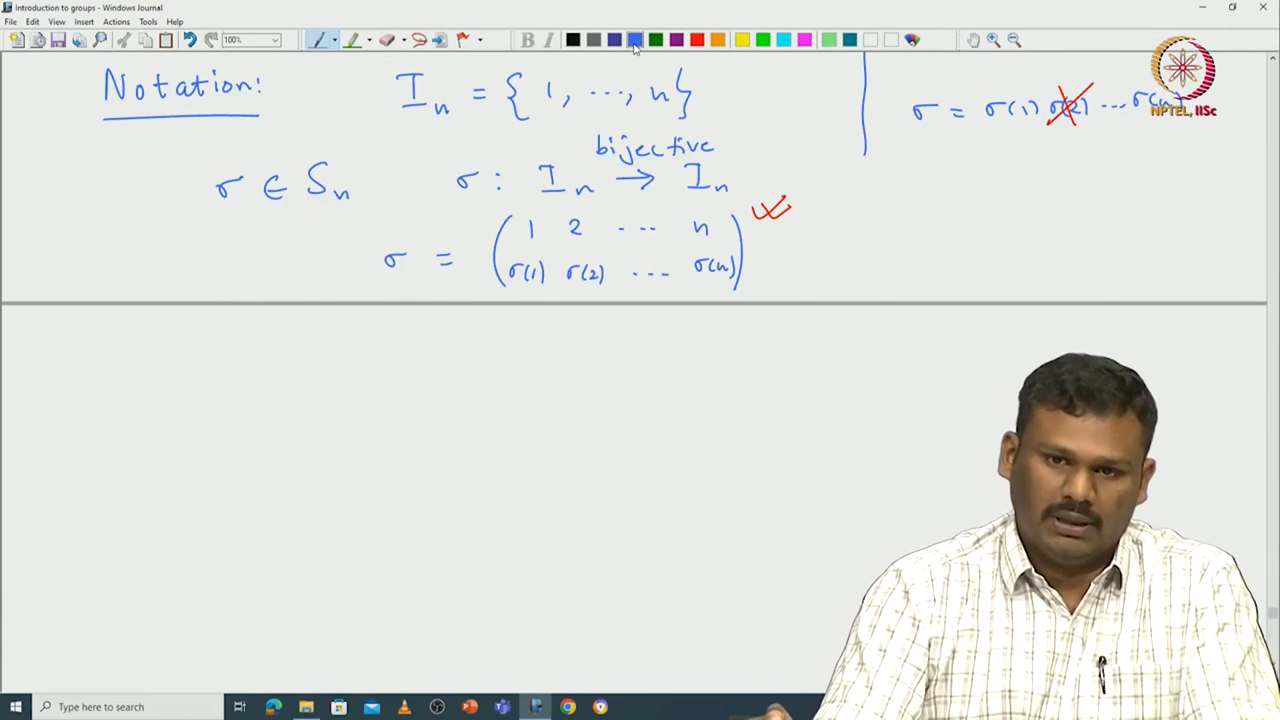 Introduction to groups - Windows Journal
File Edit View Insert Actions Tools Help
100%
B I
Notation: I_n = {1, ..., n}
σ = σ(1) σ(2) ... σ(n)
NPTEL, IISc
bijective
σ ∈ S_n σ : I_n → I_n
σ = ( 1 2 ... n
σ(1) σ(2) ... σ(n) )
Type here to search